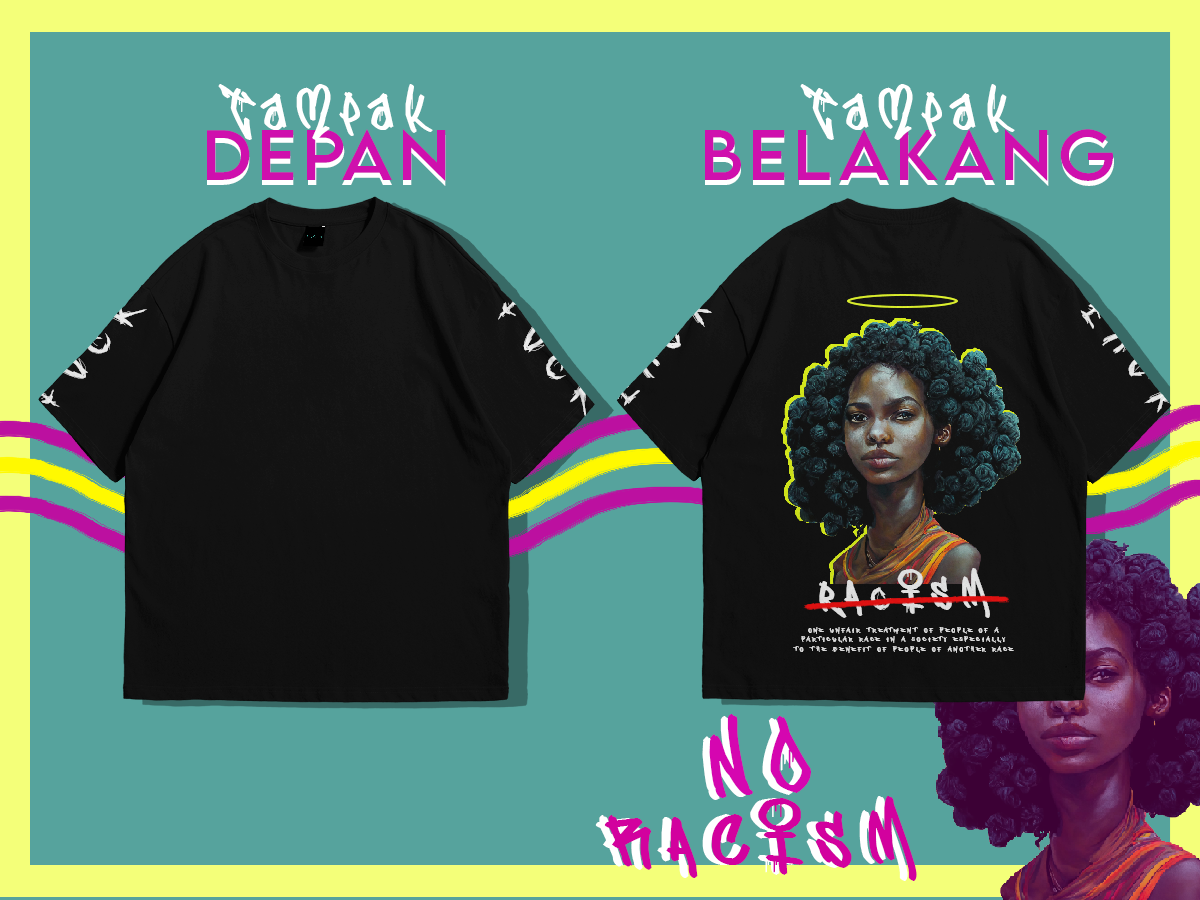 Tampak
DEPAN
Tampak
BELAKANG
RACISM
ONE UNFAIR TREATMENT OF PEOPLE OF A
PARTICULAR RACE IN A SOCIETY ESPECIALLY
TO THE BENEFIT OF PEOPLE OF ANOTHER RACE
NO
RACISM